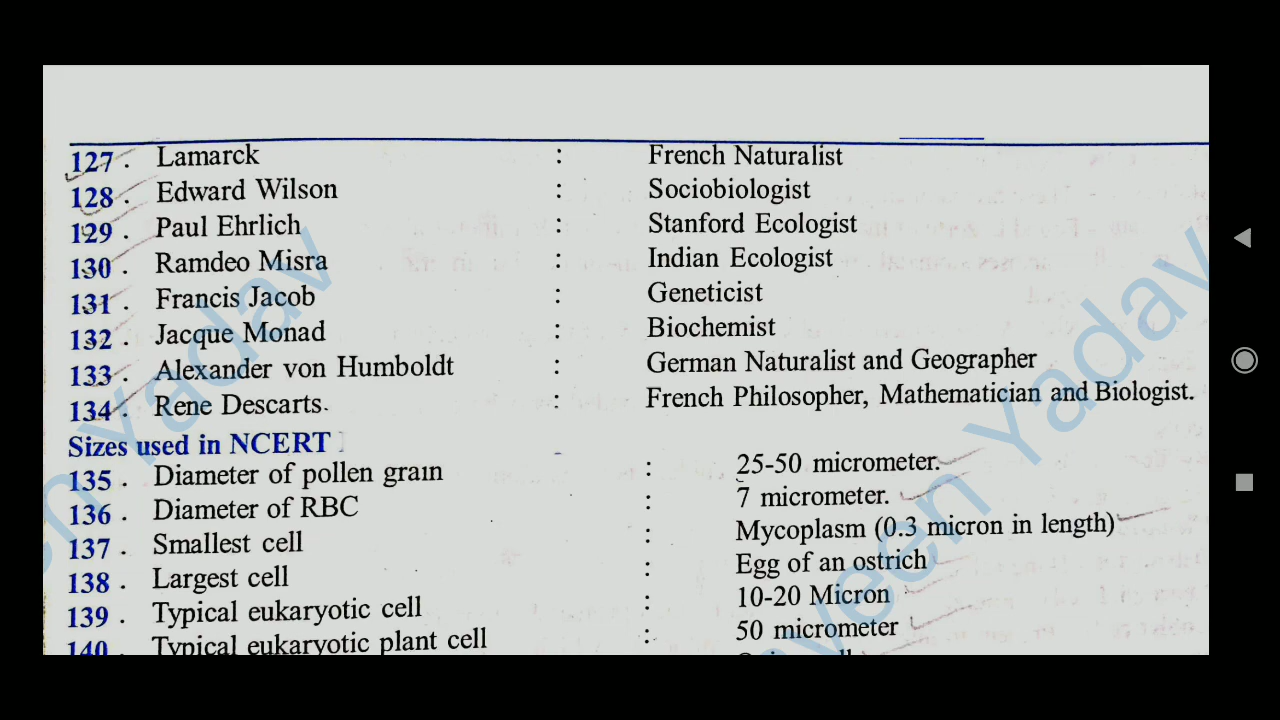 127. Lamarck : French Naturalist
128. Edward Wilson : Sociobiologist
129. Paul Ehrlich : Stanford Ecologist
130. Ramdeo Misra : Indian Ecologist
131. Francis Jacob : Geneticist
132. Jacque Monad : Biochemist
133. Alexander von Humboldt : German Naturalist and Geographer
134. Rene Descarts. : French Philosopher, Mathematician and Biologist.
Sizes used in NCERT
135. Diameter of pollen grain : 25-50 micrometer.
136. Diameter of RBC : 7 micrometer.
137. Smallest cell : Mycoplasm (0.3 micron in length)
138. Largest cell : Egg of an ostrich
139. Typical eukaryotic cell : 10-20 Micron
140. Typical eukaryotic plant cell : 50 micrometer
Yadav
veen Yadav